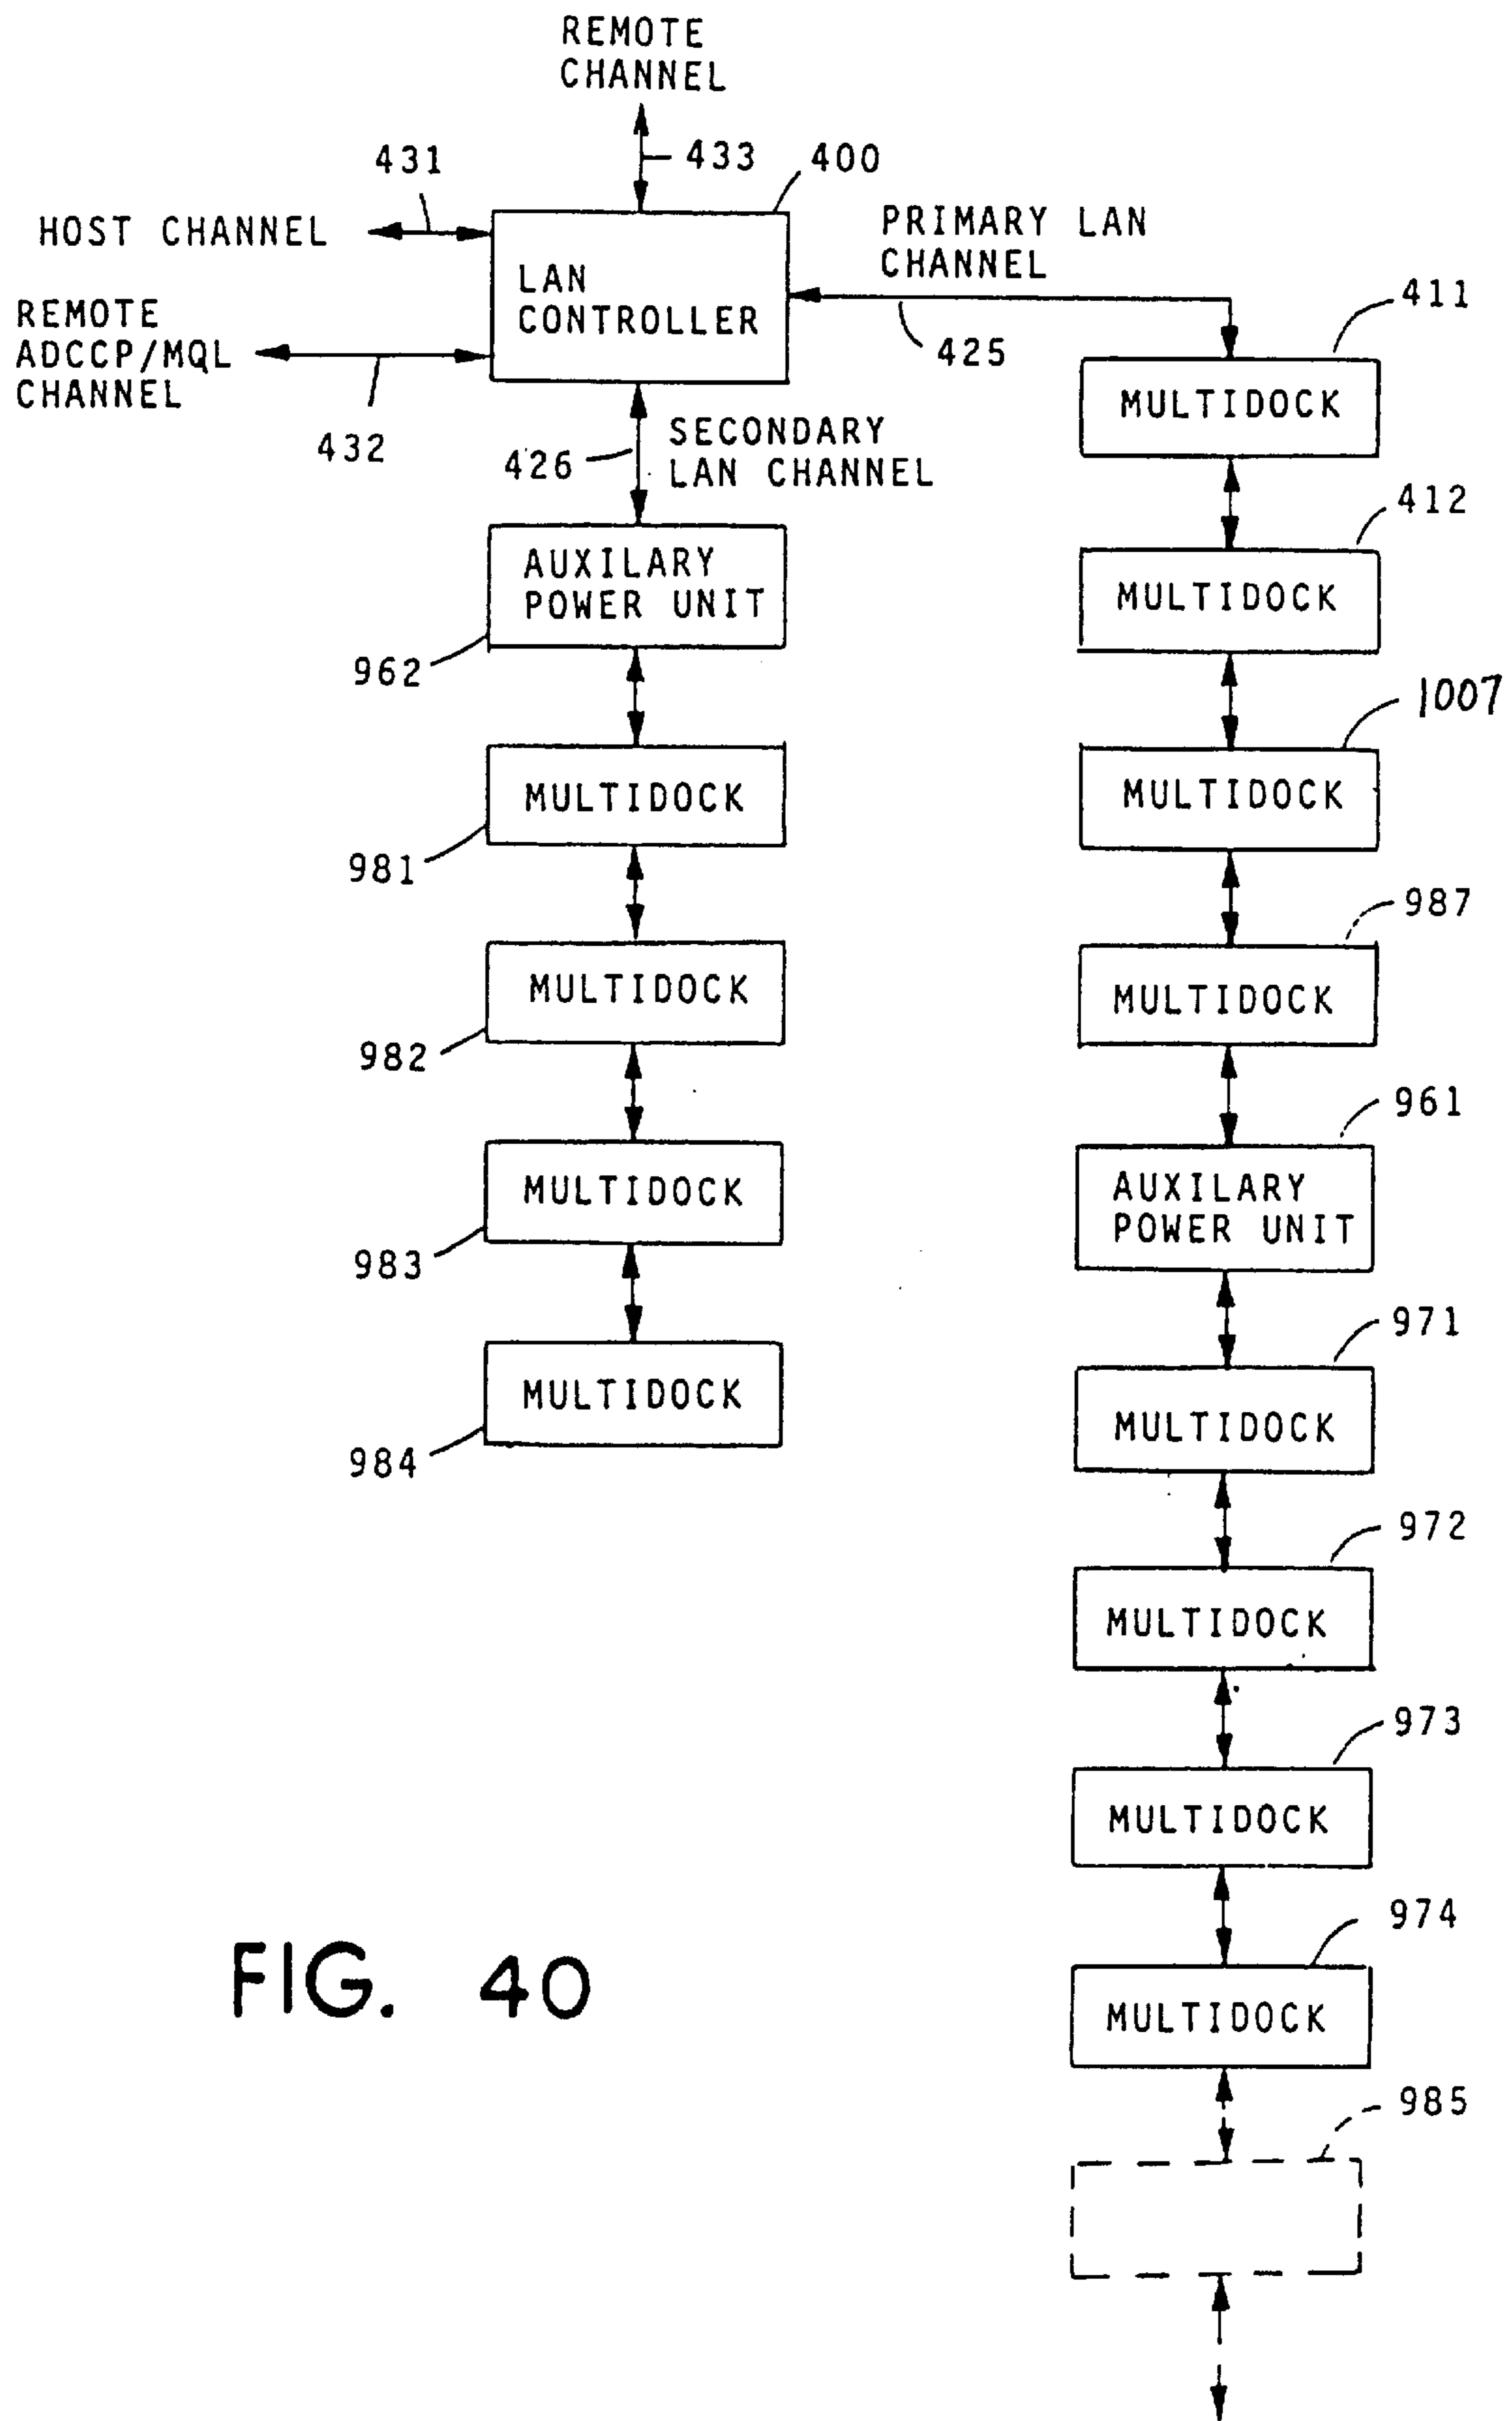 REMOTE
CHANNEL
433
400
431
HOST CHANNEL
LAN
CONTROLLER
PRIMARY LAN
CHANNEL
425
411
REMOTE
ADCCP/MQL
CHANNEL
432
426
SECONDARY
LAN CHANNEL
MULTIDOCK
412
AUXILARY
POWER UNIT
962
MULTIDOCK
1007
MULTIDOCK
981
MULTIDOCK
987
MULTIDOCK
982
MULTIDOCK
961
MULTIDOCK
983
AUXILARY
POWER UNIT
971
MULTIDOCK
984
MULTIDOCK
972
MULTIDOCK
973
MULTIDOCK
974
MULTIDOCK
985
FIG. 40